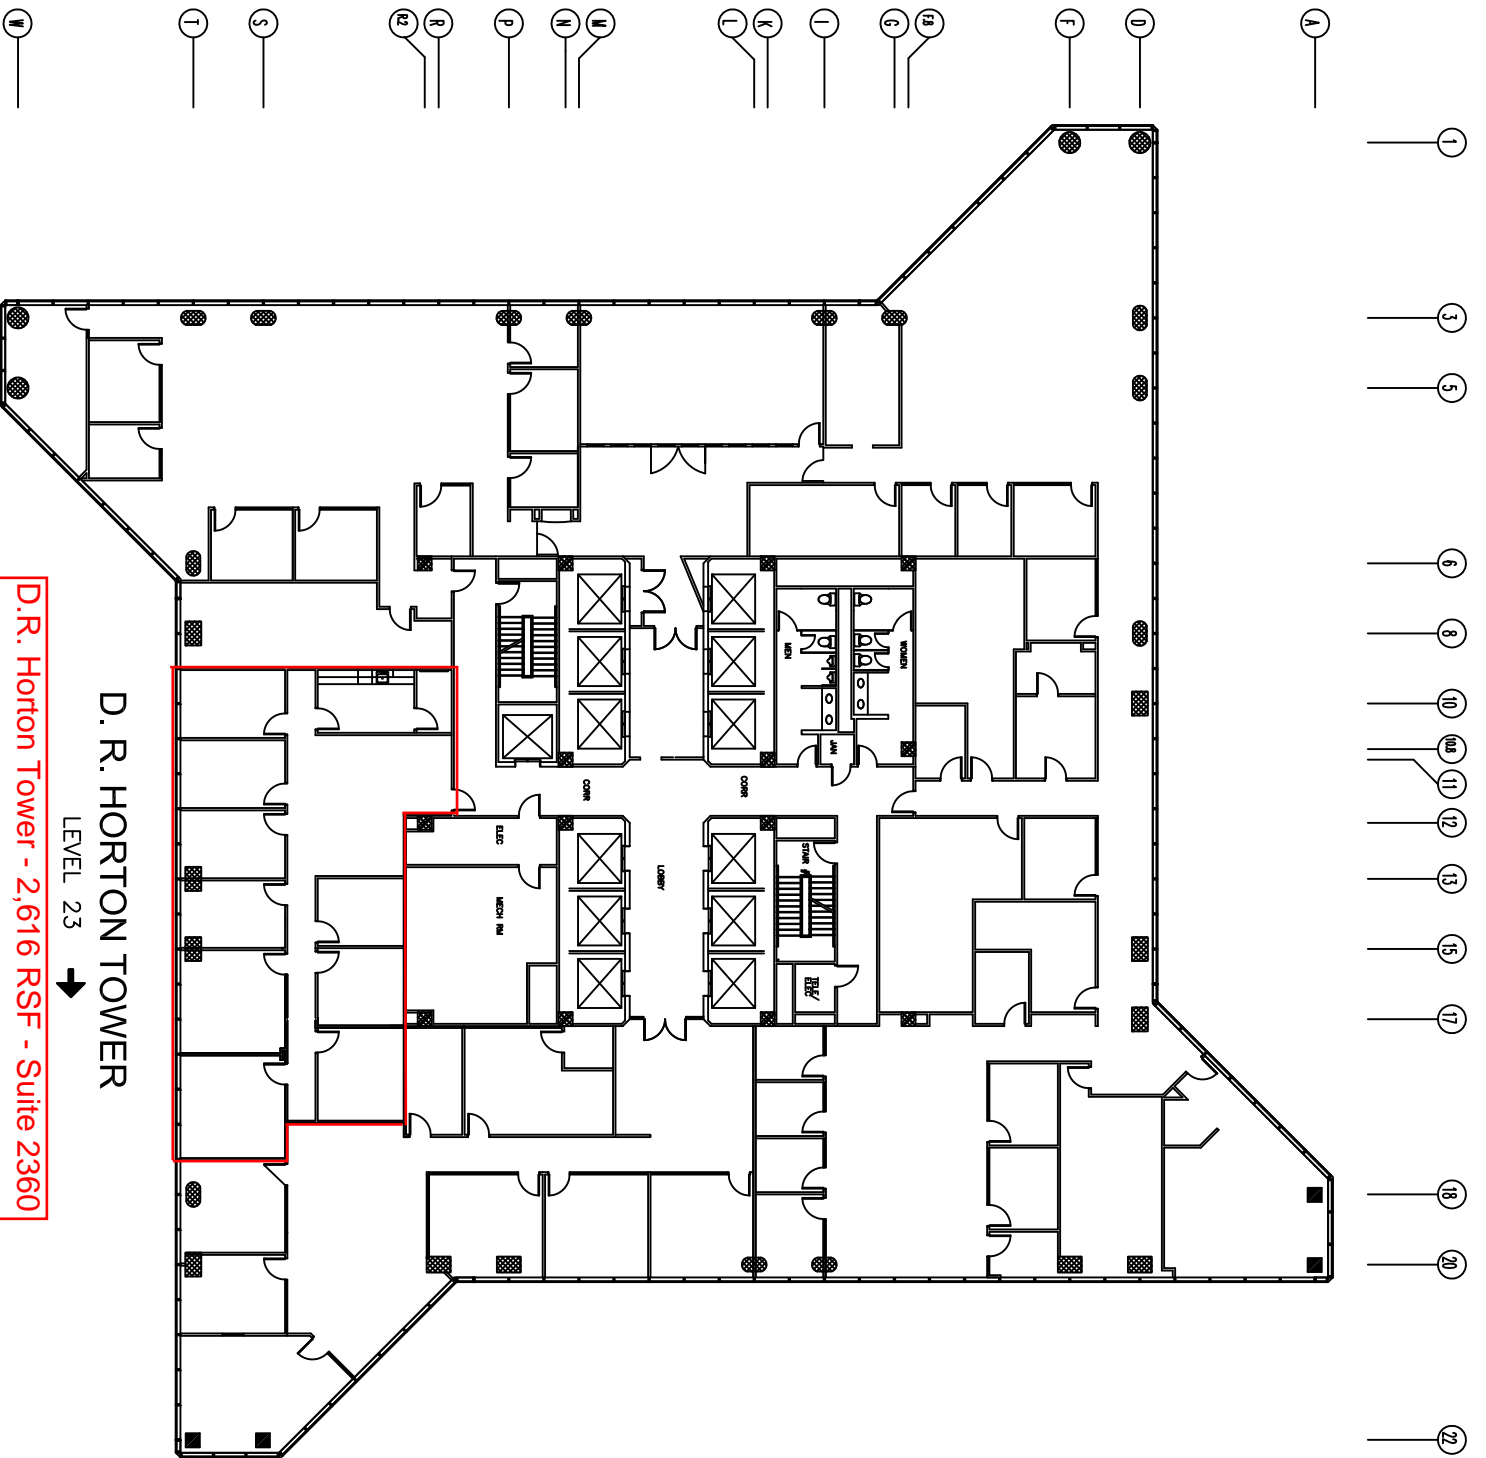 W
T
S
R2
R
P
N
M
L
K
I
G
F.8
F
D
A
1
3
5
6
8
10
10.8
11
12
13
15
17
18
20
22
MEN
WOMEN
JAN
CORR
CORR
ELEC
STAIR
LOBBY
MECH RM
TELE/
ELEC
D. R. HORTON TOWER
LEVEL 23
D.R. Horton Tower - 2,616 RSF - Suite 2360